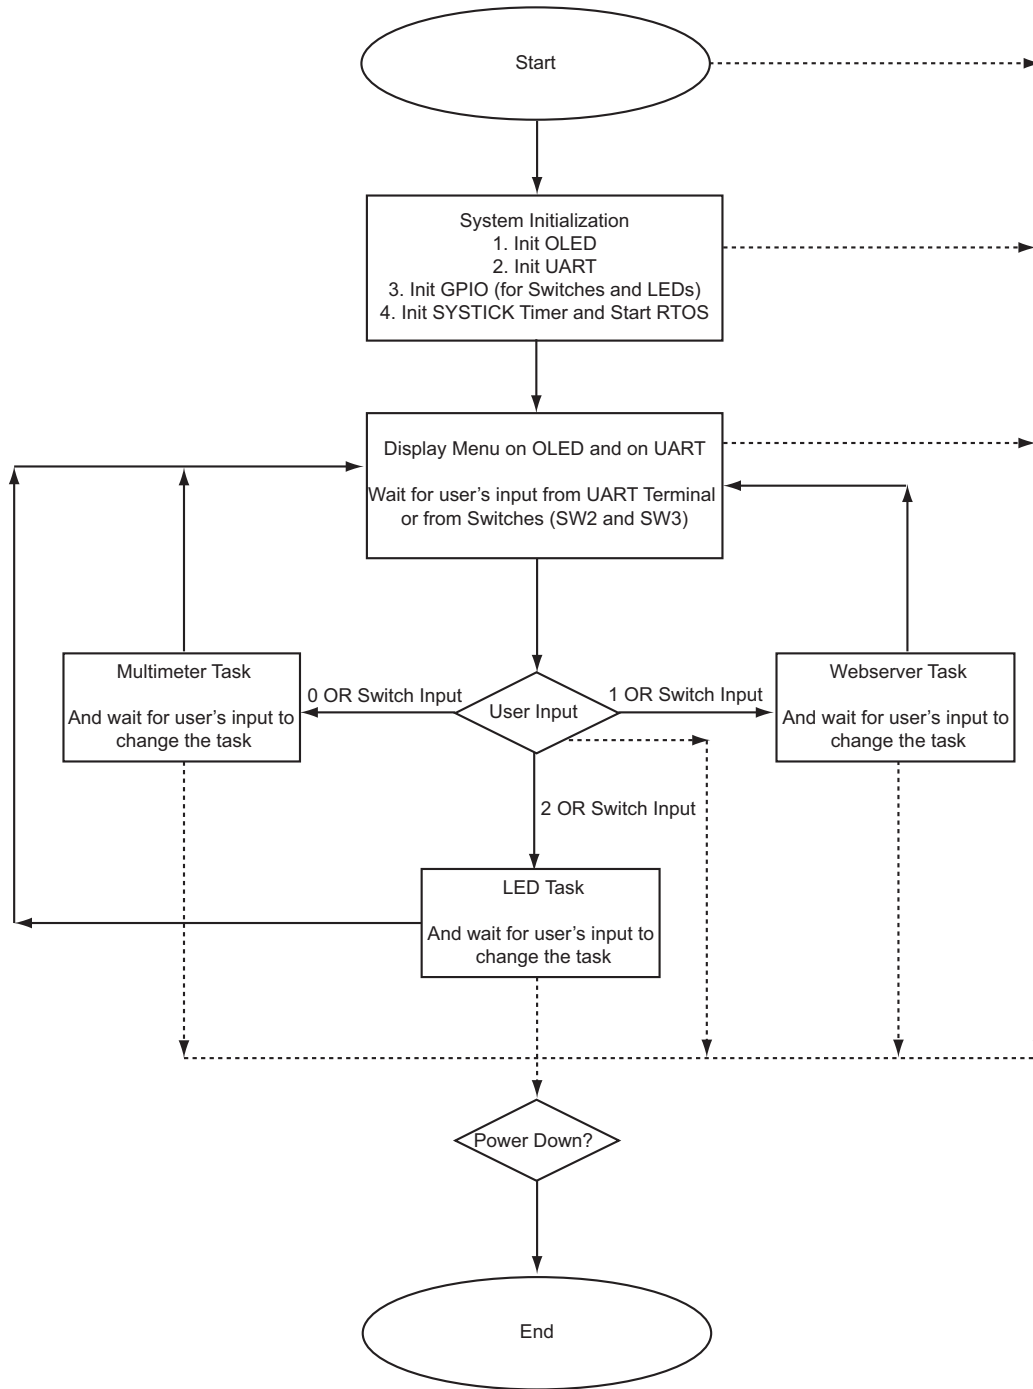 Start
System Initialization
1. Init OLED
2. Init UART
3. Init GPIO (for Switches and LEDs)
4. Init SYSTICK Timer and Start RTOS
Display Menu on OLED and on UART
Wait for user’s input from UART Terminal
or from Switches (SW2 and SW3)
Multimeter Task
And wait for user’s input to
change the task
0 OR Switch Input
User Input
1 OR Switch Input
Webserver Task
And wait for user’s input to
change the task
2 OR Switch Input
LED Task
And wait for user’s input to
change the task
Power Down?
End